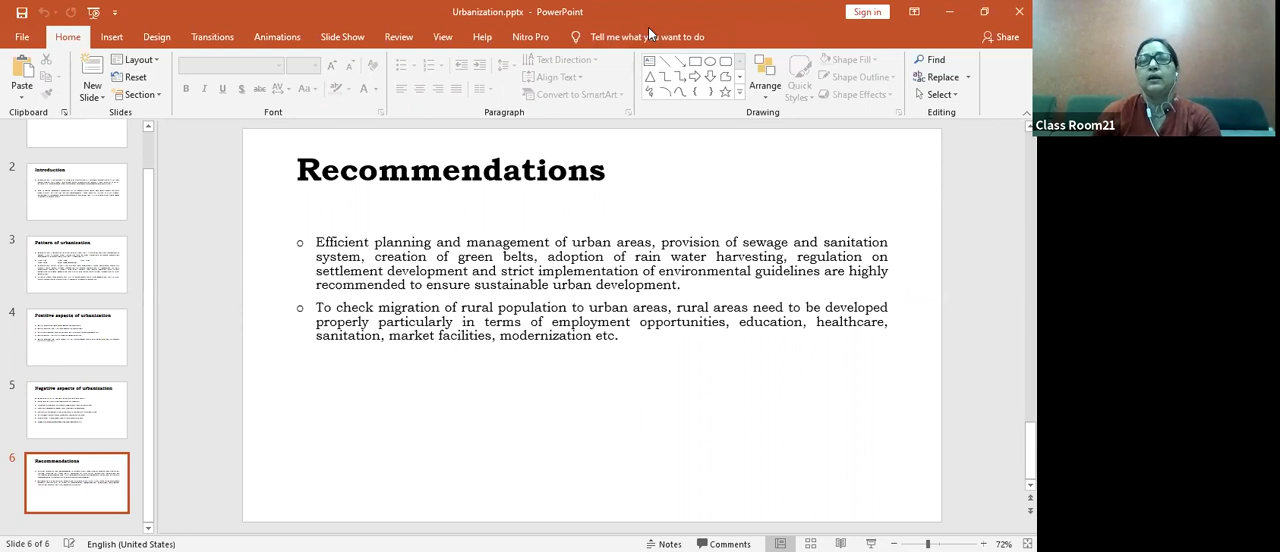 Urbanization.pptx - PowerPoint
Sign in
File Home Insert Design Transitions Animations Slide Show Review View Help Nitro Pro Tell me what you want to do Share
Paste
Clipboard
New Slide
Layout
Reset
Section
Slides
B I U S abc AV Aa A
Font
Text Direction
Align Text
Convert to SmartArt
Paragraph
Arrange
Quick Styles
Shape Fill
Shape Outline
Shape Effects
Drawing
Find
Replace
Select
Editing
Class Room21
2
Introduction
3
Pattern of urbanization
4
Positive aspects of urbanization
5
Negative aspects of urbanization
6
Recommendations
Recommendations
o Efficient planning and management of urban areas, provision of sewage and sanitation
system, creation of green belts, adoption of rain water harvesting, regulation on
settlement development and strict implementation of environmental guidelines are highly
recommended to ensure sustainable urban development.
o To check migration of rural population to urban areas, rural areas need to be developed
properly particularly in terms of employment opportunities, education, healthcare,
sanitation, market facilities, modernization etc.
Slide 6 of 6 English (United States) Notes Comments 72%